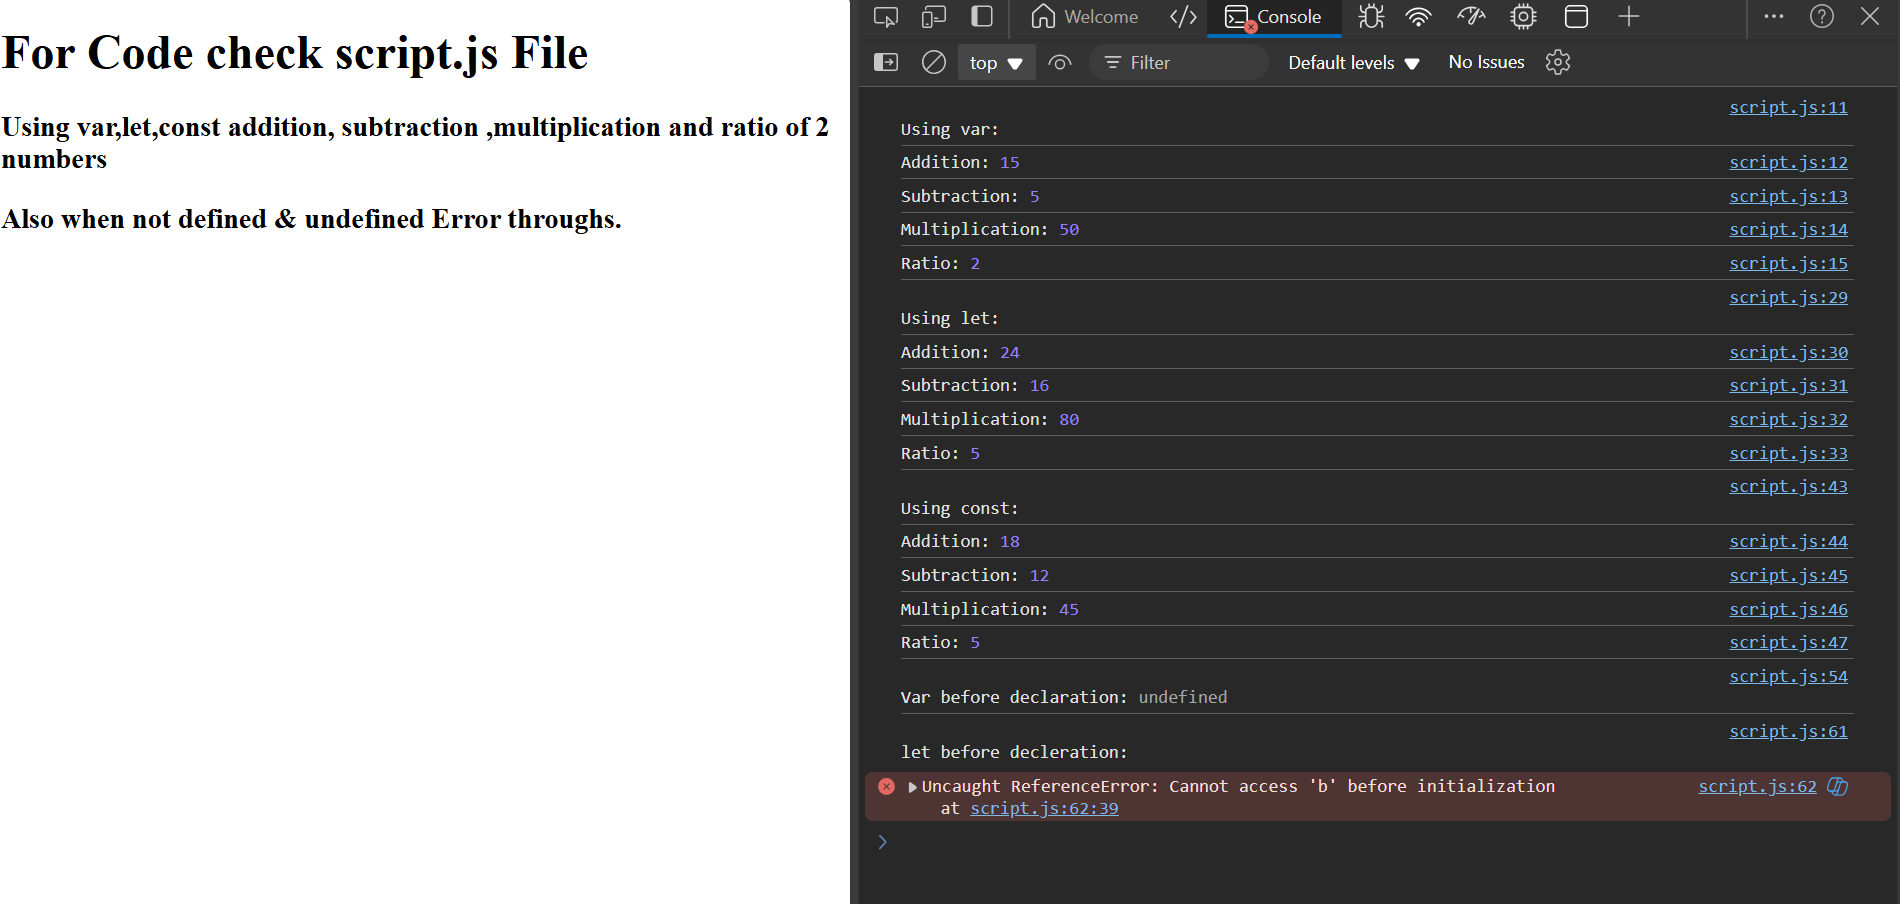 For Code check script.js File
Using var,let,const addition, subtraction ,multiplication and ratio of 2
numbers
Also when not defined & undefined Error throughs.
Welcome
Console
top
Filter
Default levels
No Issues
script.js:11
Using var:
Addition: 15 script.js:12
Subtraction: 5 script.js:13
Multiplication: 50 script.js:14
Ratio: 2 script.js:15
script.js:29
Using let:
Addition: 24 script.js:30
Subtraction: 16 script.js:31
Multiplication: 80 script.js:32
Ratio: 5 script.js:33
script.js:43
Using const:
Addition: 18 script.js:44
Subtraction: 12 script.js:45
Multiplication: 45 script.js:46
Ratio: 5 script.js:47
script.js:54
Var before declaration: undefined
script.js:61
let before decleration:
Uncaught ReferenceError: Cannot access 'b' before initialization script.js:62
at script.js:62:39